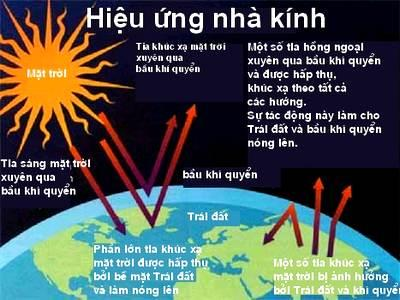 Hiệu ứng nhà kính
Mặt trời
Tia khúc xạ mặt trời
xuyên qua
bầu khí quyển
Một số tia hồng ngoại
xuyên qua bầu khí quyển
và được hấp thụ,
khúc xạ theo tất cả
các hướng.
Sự tác động này làm cho
Trái đất và bầu khí quyển
nóng lên.
Tia sáng mặt trời
xuyên qua
bầu khí quyển
bầu khí quyển
Trái đất
Phần lớn tia khúc xạ
mặt trời được hấp thụ
bởi bề mặt Trái đất
và làm nóng lên
Một số tia khúc xạ
mặt trời bị ảnh hưởng
bởi Trái đất và khí quyển